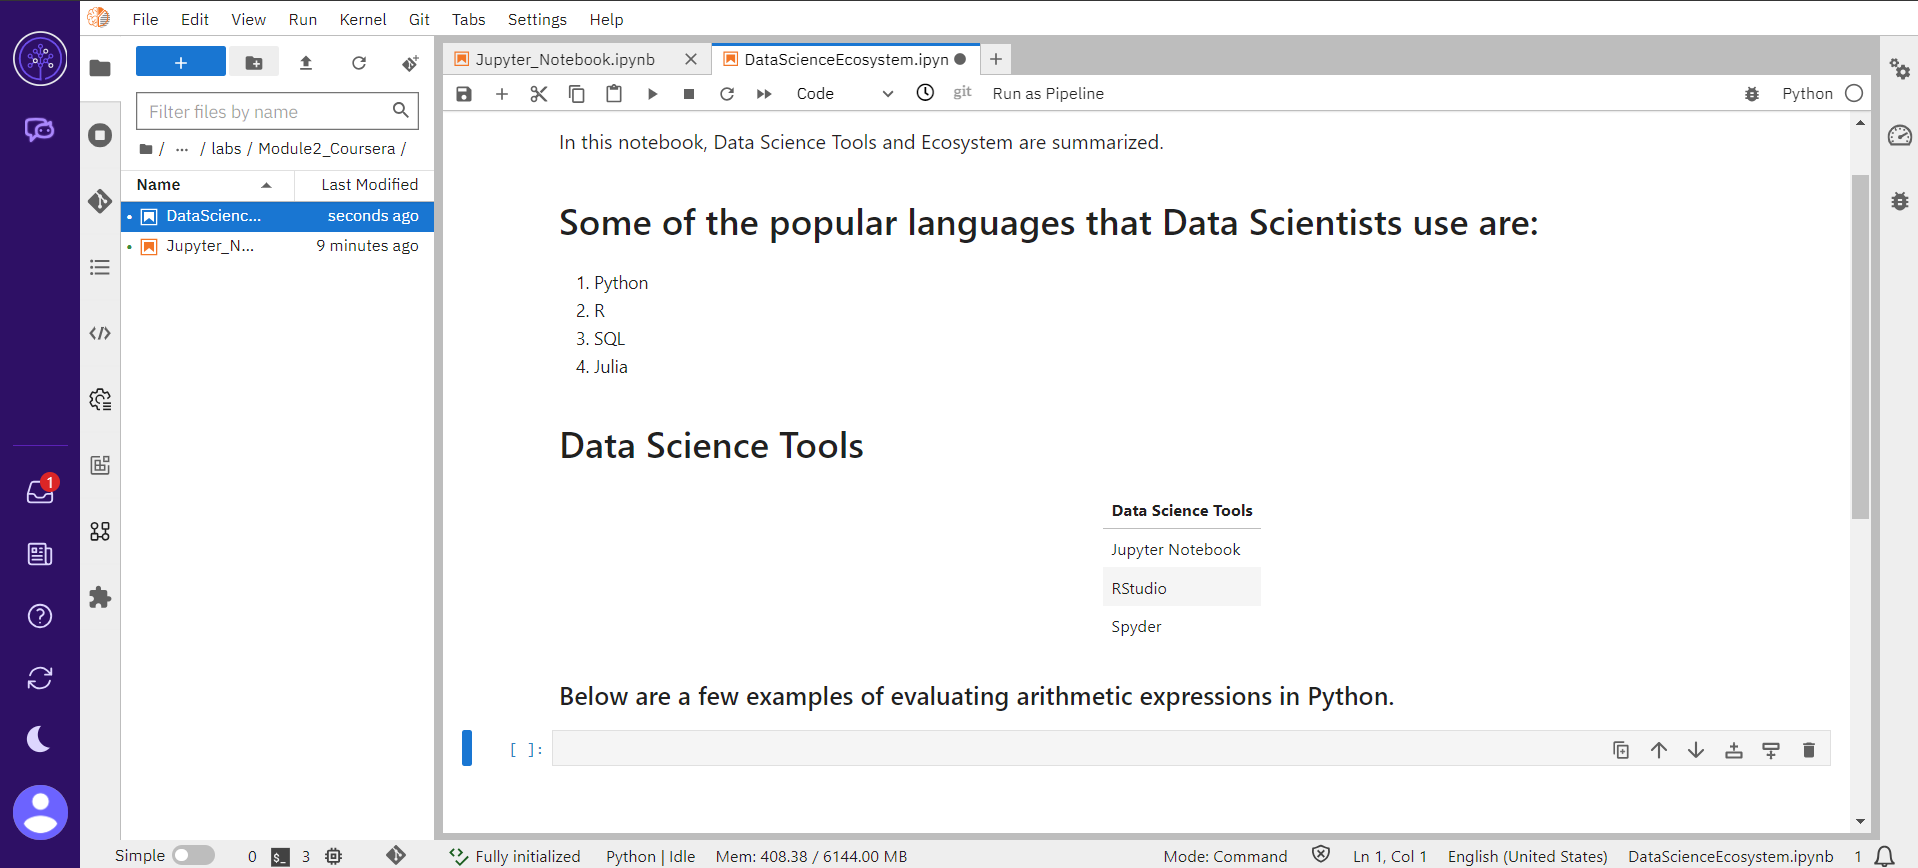 File Edit View Run Kernel Git Tabs Settings Help
+
Filter files by name
/ ... / labs / Module2_Coursera /
Name Last Modified
DataScienc... seconds ago
Jupyter_N... 9 minutes ago
Jupyter_Notebook.ipynb
DataScienceEcosystem.ipyn
Code
git
Run as Pipeline
Python
In this notebook, Data Science Tools and Ecosystem are summarized.
Some of the popular languages that Data Scientists use are:
1. Python
2. R
3. SQL
4. Julia
Data Science Tools
Data Science Tools
Jupyter Notebook
RStudio
Spyder
Below are a few examples of evaluating arithmetic expressions in Python.
[ ]:
1
Simple 0 $_ 3 Fully initialized Python | Idle Mem: 408.38 / 6144.00 MB Mode: Command Ln 1, Col 1 English (United States) DataScienceEcosystem.ipynb 1